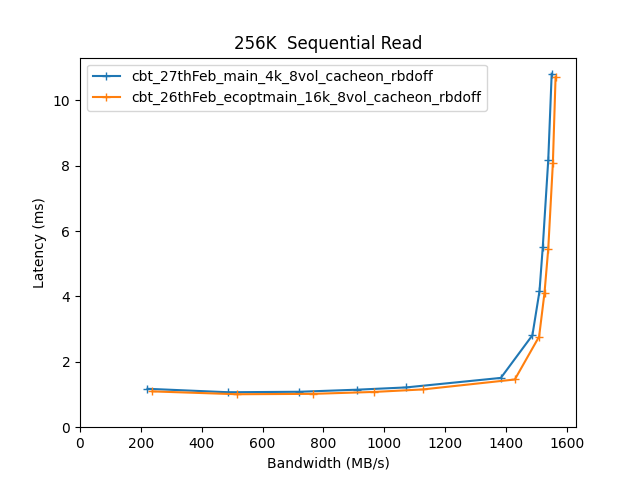 256K  Sequential Read
cbt_27thFeb_main_4k_8vol_cacheon_rbdoff
cbt_26thFeb_ecoptmain_16k_8vol_cacheon_rbdoff
Latency (ms)
10
8
6
4
2
0
0 200 400 600 800 1000 1200 1400 1600
Bandwidth (MB/s)